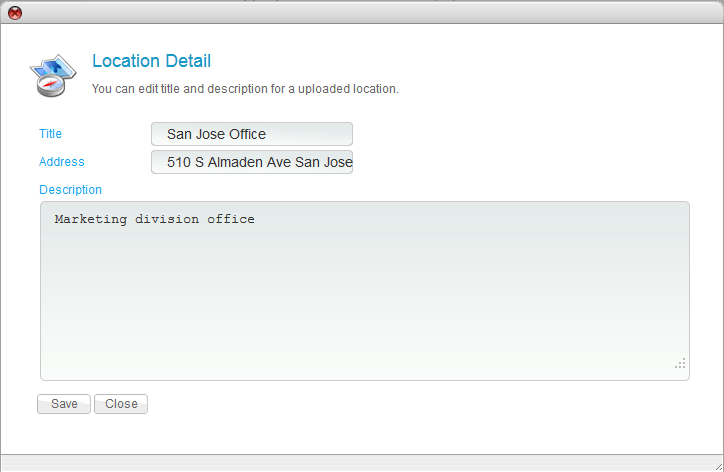 Location Detail
You can edit title and description for a uploaded location.
Title San Jose Office
Address 510 S Almaden Ave San Jose
Description
Marketing division office
Save Close